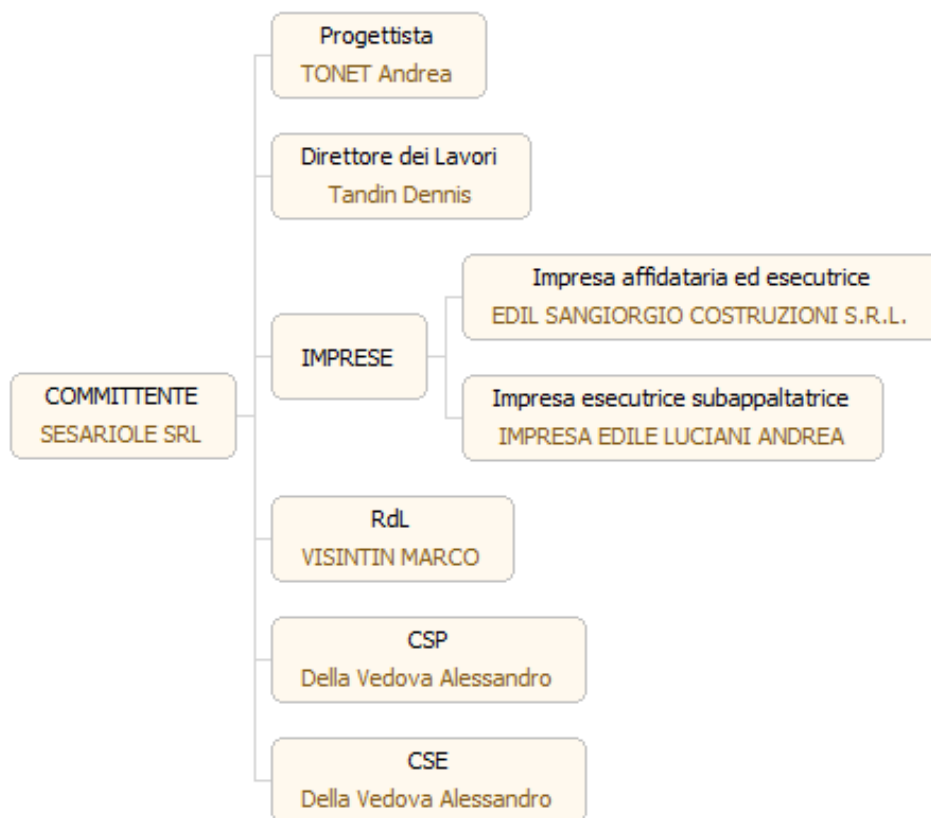 Progettista
TONET Andrea
Direttore dei Lavori
Tandin Dennis
Impresa affidataria ed esecutrice
EDIL SANGIORGIO COSTRUZIONI S.R.L.
IMPRESE
Impresa esecutrice subappaltatrice
IMPRESA EDILE LUCIANI ANDREA
COMMITTENTE
SESARIOLE SRL
RdL
VISINTIN MARCO
CSP
Della Vedova Alessandro
CSE
Della Vedova Alessandro